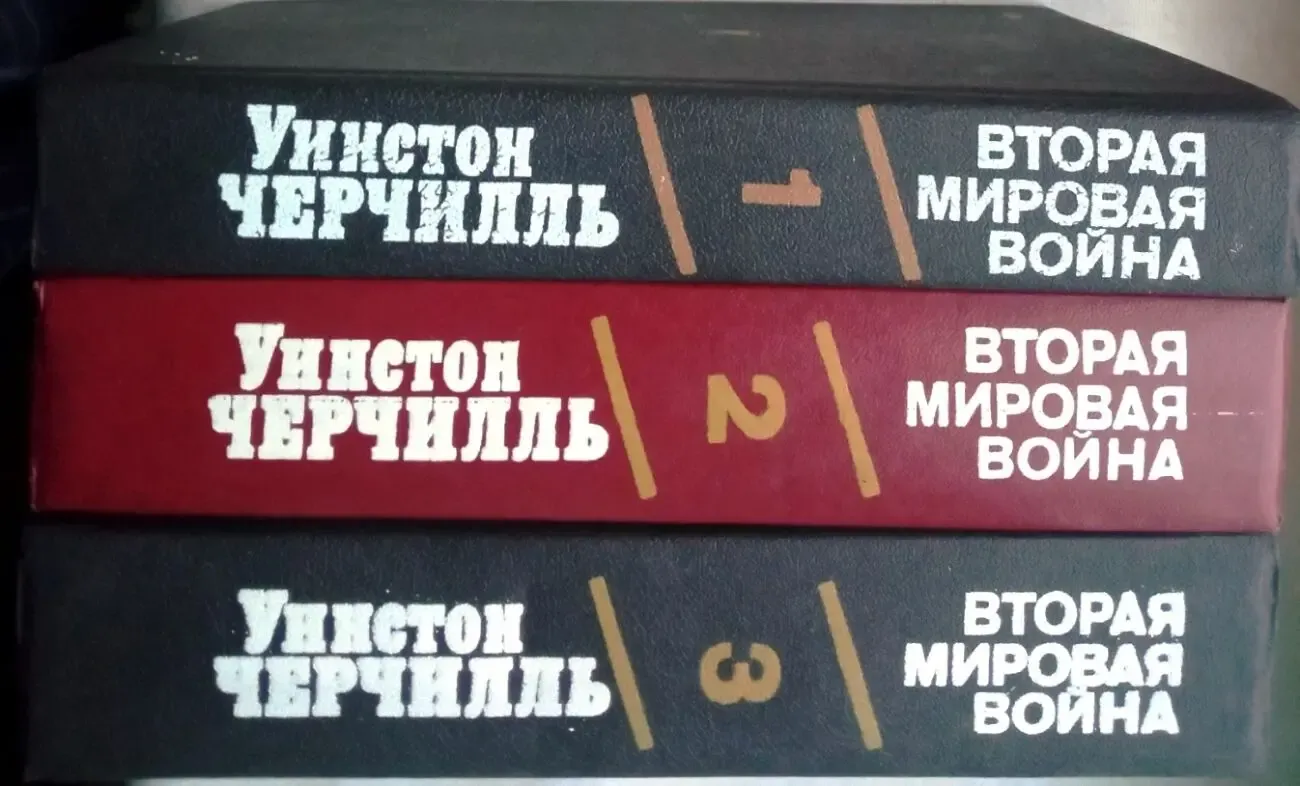 Уинстон
ЧЕРЧИЛЛЬ
1
ВТОРАЯ
МИРОВАЯ
ВОЙНА
Уинстон
ЧЕРЧИЛЛЬ
2
ВТОРАЯ
МИРОВАЯ
ВОЙНА
Уинстон
ЧЕРЧИЛЛЬ
3
ВТОРАЯ
МИРОВАЯ
ВОЙНА